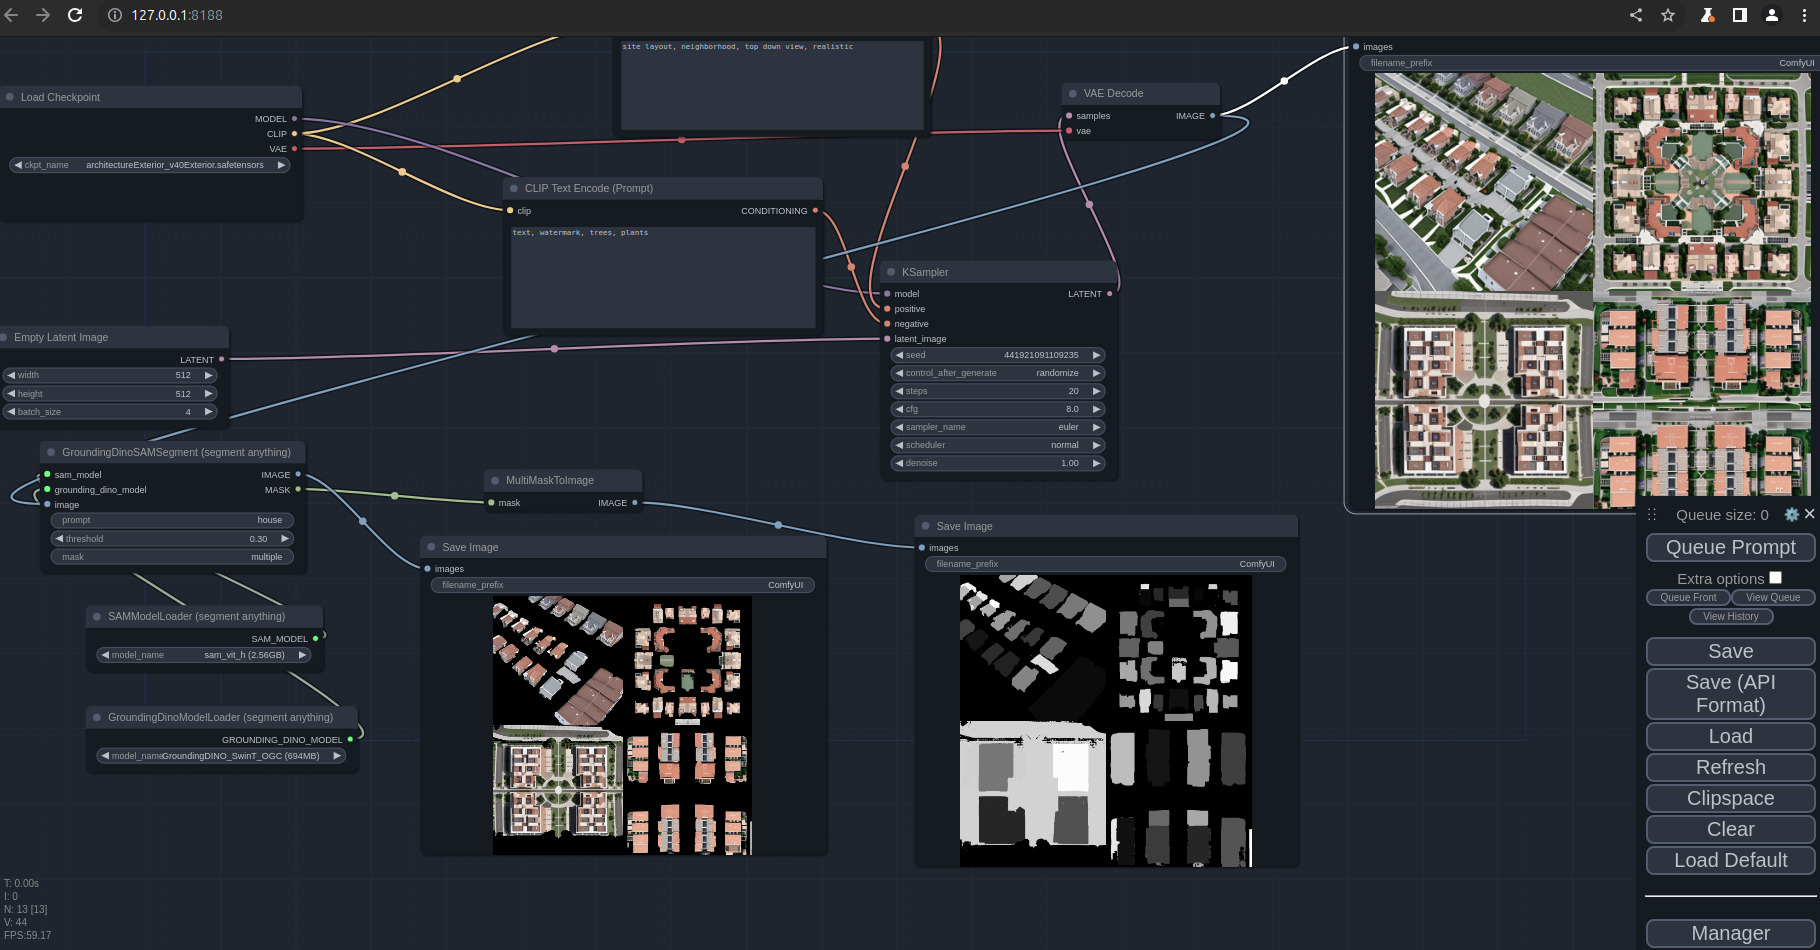 127.0.0.1:8188
site layout, neighborhood, top down view, realistic
images
filename_prefix ComfyUI
Load Checkpoint
MODEL
CLIP
VAE
ckpt_name architectureExterior_v40Exterior.safetensors
VAE Decode
samples IMAGE
vae
CLIP Text Encode (Prompt)
clip CONDITIONING
text, watermark, trees, plants
KSampler
model LATENT
positive
negative
latent_image
seed 441921091109235
control_after_generate randomize
steps 20
cfg 8.0
sampler_name euler
scheduler normal
denoise 1.00
Empty Latent Image
LATENT
width 512
height 512
batch_size 4
GroundingDinoSAMSegment (segment anything)
sam_model IMAGE
grounding_dino_model MASK
image
prompt house
threshold 0.30
mask multiple
MultiMaskToImage
mask IMAGE
Save Image
images
filename_prefix ComfyUI
Save Image
images
filename_prefix ComfyUI
SAMModelLoader (segment anything)
SAM_MODEL
model_name sam_vit_h (2.56GB)
GroundingDinoModelLoader (segment anything)
GROUNDING_DINO_MODEL
model_name GroundingDINO_SwinT_OGC (694MB)
Queue size: 0
Queue Prompt
Extra options
Queue Front View Queue
View History
Save
Save (API
Format)
Load
Refresh
Clipspace
Clear
Load Default
Manager
T: 0.00s
I: 0
N: 13 [13]
V: 44
FPS:59.17